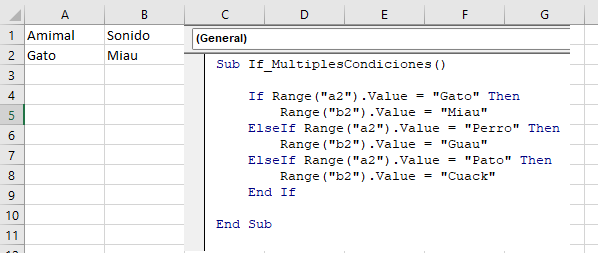 A B C D E F G
1 Amimal Sonido
2 Gato Miau
3
4
5
6
7
8
9
10
11
(General)
Sub If_MultiplesCondiciones()
If Range("a2").Value = "Gato" Then
Range("b2").Value = "Miau"
ElseIf Range("a2").Value = "Perro" Then
Range("b2").Value = "Guau"
ElseIf Range("a2").Value = "Pato" Then
Range("b2").Value = "Cuack"
End If
End Sub